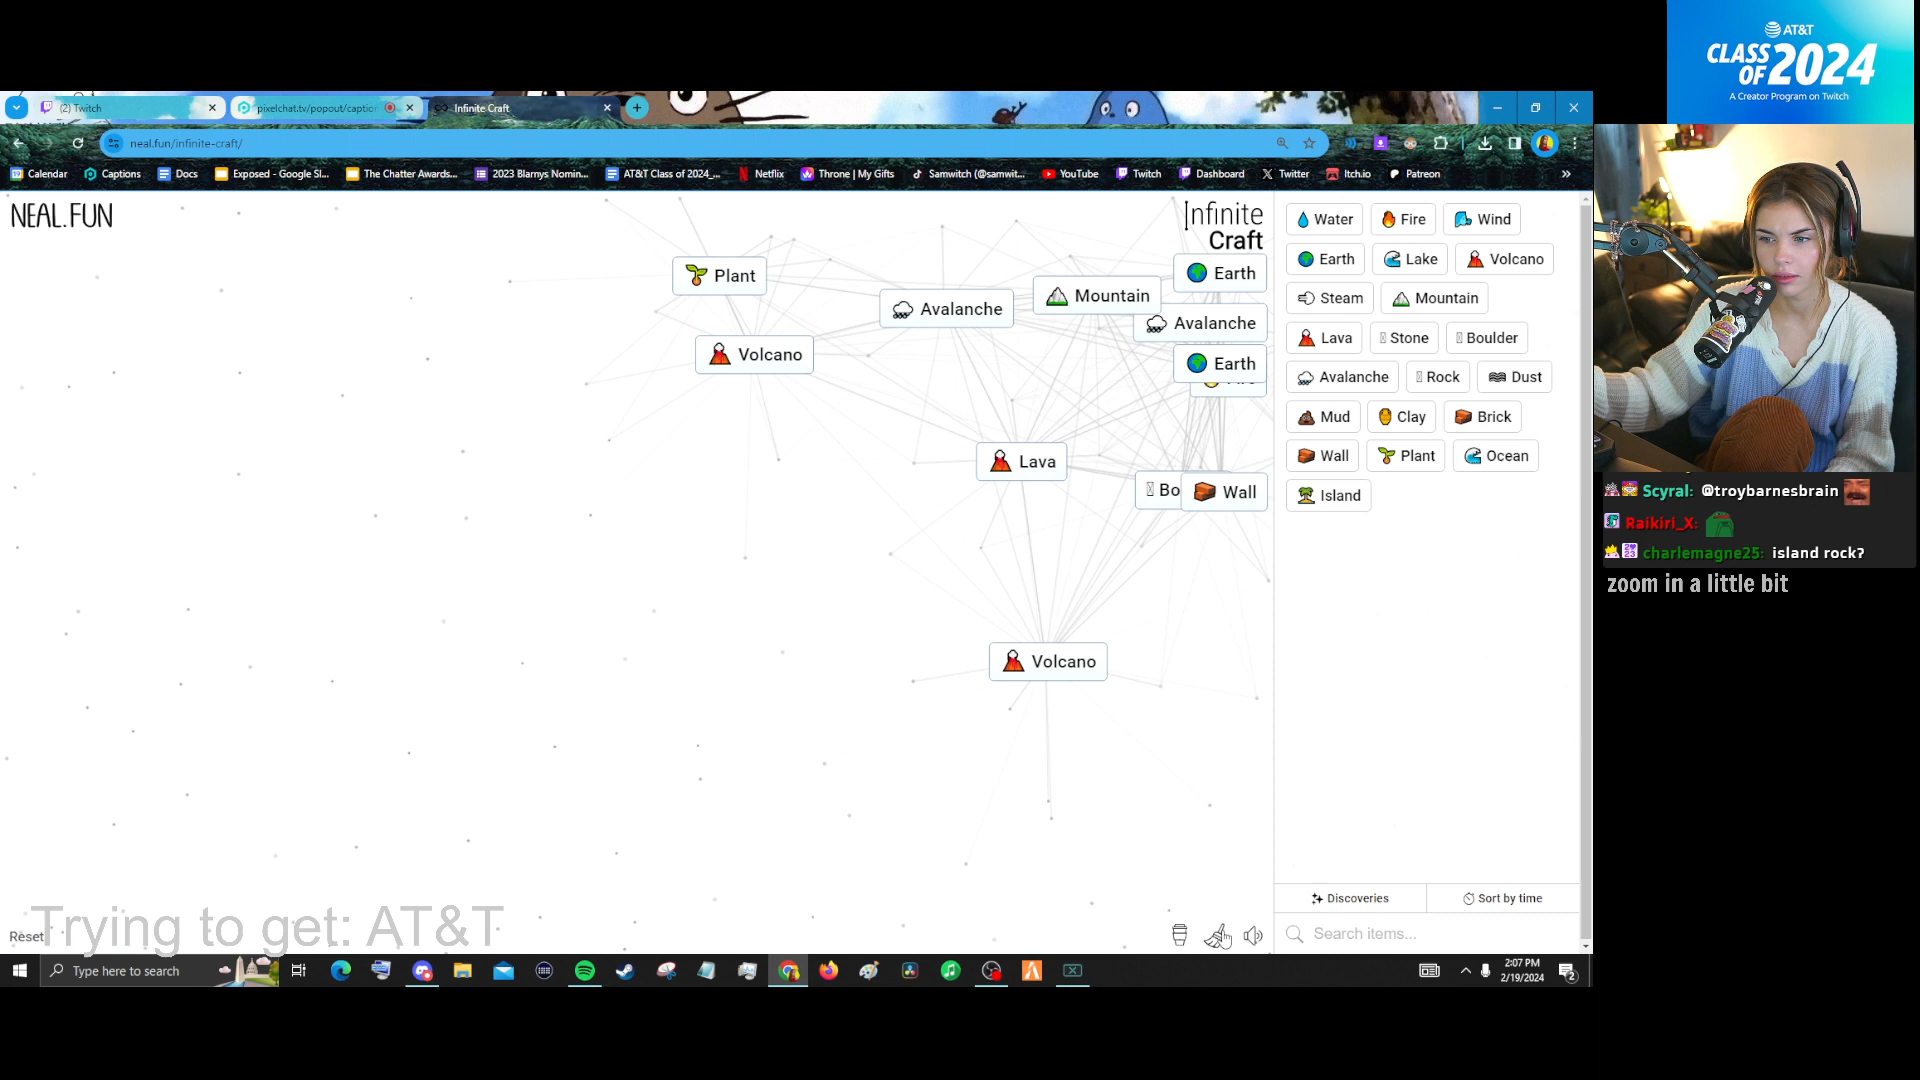 AT&T
CLASS
OF 2024
A Creator Program on Twitch
(2) Twitch
pixelchat.tv/popout/captio
Infinite Craft
neal.fun/infinite-craft/
Calendar
Captions
Docs
Exposed - Google Sl...
The Chatter Awards...
2023 Blarnys Nomin...
AT&T Class of 2024_...
Netflix
Throne | My Gifts
Samwitch (@samwit...
YouTube
Twitch
Dashboard
Twitter
Itch.io
Patreon
NEAL.FUN
Infinite
Craft
Plant
Volcano
Avalanche
Mountain
Earth
Avalanche
Earth
Lava
Bo
Wall
Volcano
Water
Fire
Wind
Earth
Lake
Volcano
Steam
Mountain
Lava
Stone
Boulder
Avalanche
Rock
Dust
Mud
Clay
Brick
Wall
Plant
Ocean
Island
Discoveries
Sort by time
Search items...
Reset
Trying to get: AT&T
Scyral: @troybarnesbrain
Raikiri_X:
charlemagne25: island rock?
zoom in a little bit
Type here to search
2:07 PM
2/19/2024
2